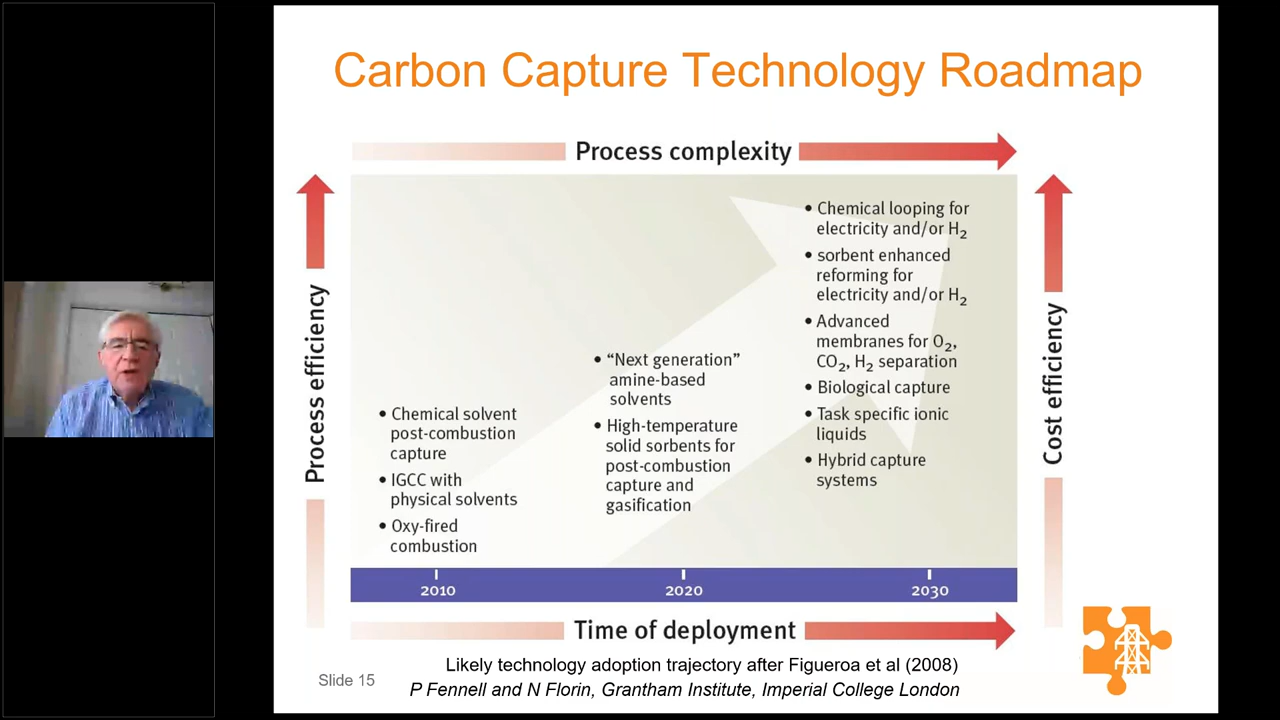 Carbon Capture Technology Roadmap
Process complexity
Process efficiency
• Chemical solvent
post-combustion
capture
• IGCC with
physical solvents
• Oxy-fired
combustion
• “Next generation”
amine-based
solvents
• High-temperature
solid sorbents for
post-combustion
capture and
gasification
• Chemical looping for
electricity and/or H₂
• sorbent enhanced
reforming for
electricity and/or H₂
• Advanced
membranes for O₂,
CO₂, H₂ separation
• Biological capture
• Task specific ionic
liquids
• Hybrid capture
systems
Cost efficiency
2010 2020 2030
Time of deployment
Likely technology adoption trajectory after Figueroa et al (2008)
Slide 15
P Fennell and N Florin, Grantham Institute, Imperial College London